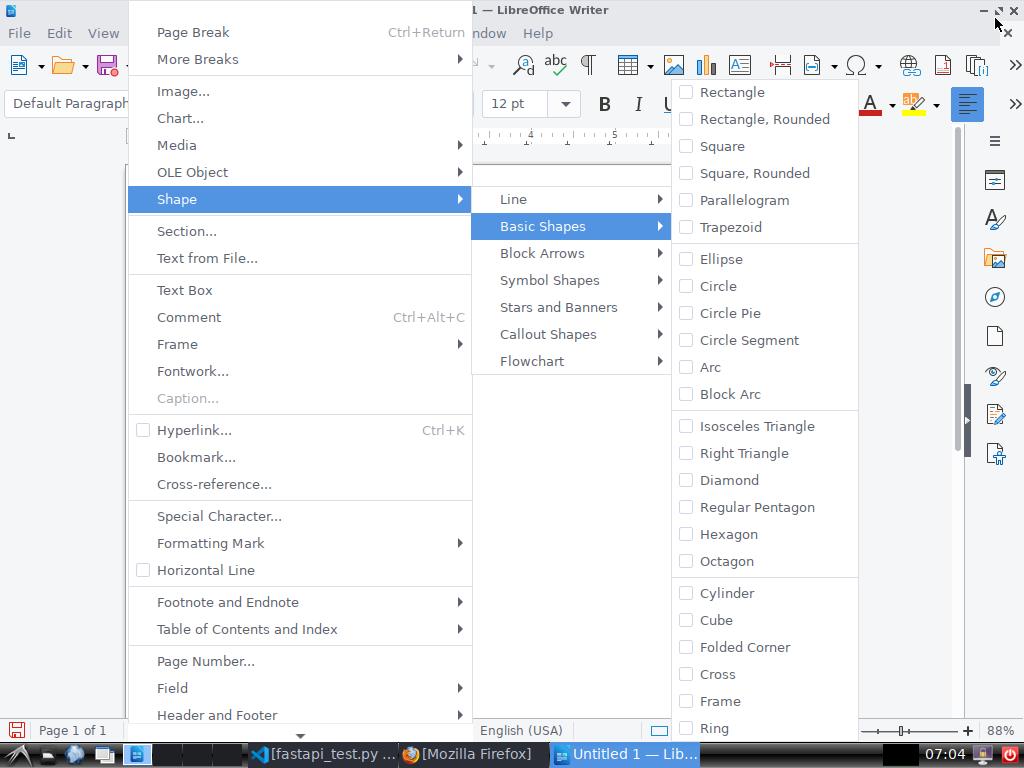 1 — LibreOffice Writer
File
Edit
View
ndow
Help
Default Paragraph
12 pt
B
I
U
A
4
5
Page Break Ctrl+Return
More Breaks
Image...
Chart...
Media
OLE Object
Shape
Section...
Text from File...
Text Box
Comment Ctrl+Alt+C
Frame
Fontwork...
Caption...
Hyperlink... Ctrl+K
Bookmark...
Cross-reference...
Special Character...
Formatting Mark
Horizontal Line
Footnote and Endnote
Table of Contents and Index
Page Number...
Field
Header and Footer
Line
Basic Shapes
Block Arrows
Symbol Shapes
Stars and Banners
Callout Shapes
Flowchart
Rectangle
Rectangle, Rounded
Square
Square, Rounded
Parallelogram
Trapezoid
Ellipse
Circle
Circle Pie
Circle Segment
Arc
Block Arc
Isosceles Triangle
Right Triangle
Diamond
Regular Pentagon
Hexagon
Octagon
Cylinder
Cube
Folded Corner
Cross
Frame
Ring
Page 1 of 1
English (USA)
88%
[fastapi_test.py ...
[Mozilla Firefox]
Untitled 1 — Lib...
07:04